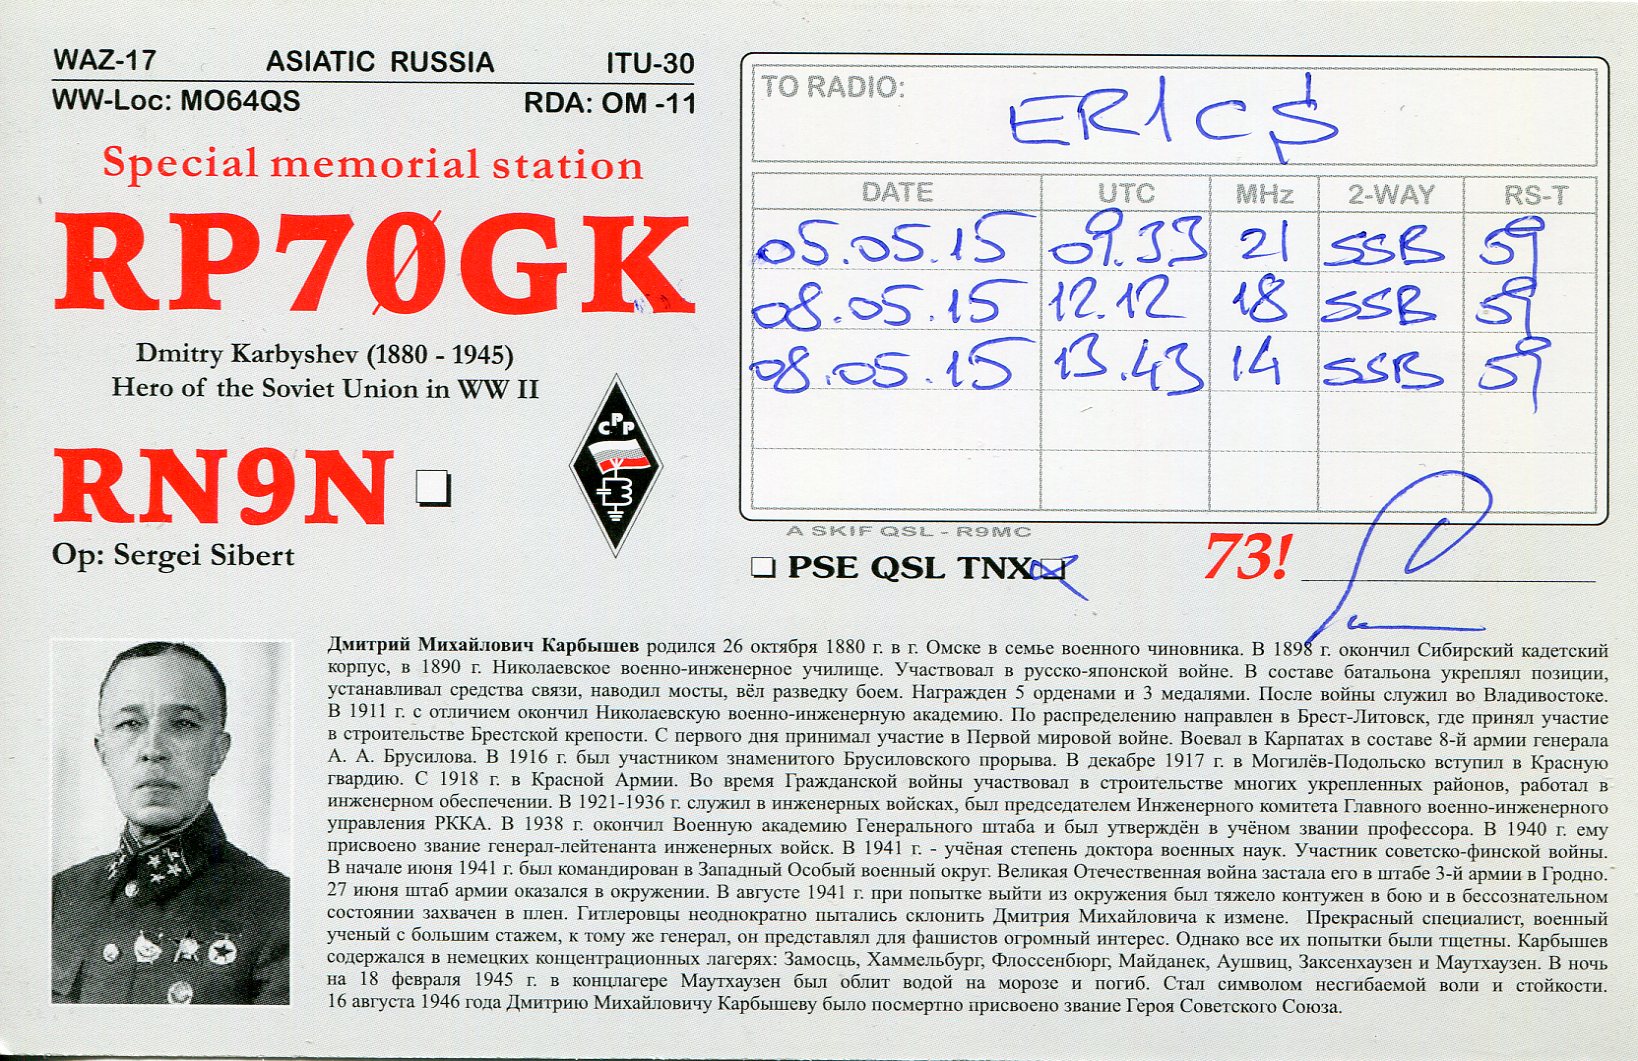 WAZ-17 ASIATIC RUSSIA ITU-30
WW-Loc: MO64QS RDA: OM -11
Special memorial station
RP7ØGK
Dmitry Karbyshev (1880 - 1945)
Hero of the Soviet Union in WW II
СРР
RN9N
Op: Sergei Sibert
TO RADIO:
ER1CS
DATE UTC MHz 2-WAY RS-T
05.05.15 09.33 21 SSB 59
08.05.15 12.12 18 SSB 59
08.05.15 13.43 14 SSB 59
A SKIF QSL - R9MC
PSE QSL TNX
73!
Дмитрий Михайлович Карбышев родился 26 октября 1880 г. в г. Омске в семье военного чиновника. В 1898 г. окончил Сибирский кадетский
корпус, в 1890 г. Николаевское военно-инженерное училище. Участвовал в русско-японской войне. В составе батальона укреплял позиции,
устанавливал средства связи, наводил мосты, вёл разведку боем. Награжден 5 орденами и 3 медалями. После войны служил во Владивостоке.
В 1911 г. с отличием окончил Николаевскую военно-инженерную академию. По распределению направлен в Брест-Литовск, где принял участие
в строительстве Брестской крепости. С первого дня принимал участие в Первой мировой войне. Воевал в Карпатах в составе 8-й армии генерала
А. А. Брусилова. В 1916 г. был участником знаменитого Брусиловского прорыва. В декабре 1917 г. в Могилёв-Подольско вступил в Красную
гвардию. С 1918 г. в Красной Армии. Во время Гражданской войны участвовал в строительстве многих укрепленных районов, работал в
инженерном обеспечении. В 1921-1936 г. служил в инженерных войсках, был председателем Инженерного комитета Главного военно-инженерного
управления РККА. В 1938 г. окончил Военную академию Генерального штаба и был утверждён в учёном звании профессора. В 1940 г. ему
присвоено звание генерал-лейтенанта инженерных войск. В 1941 г. - учёная степень доктора военных наук. Участник советско-финской войны.
В начале июня 1941 г. был командирован в Западный Особый военный округ. Великая Отечественная война застала его в штабе 3-й армии в Гродно.
27 июня штаб армии оказался в окружении. В августе 1941 г. при попытке выйти из окружения был тяжело контужен в бою и в бессознательном
состоянии захвачен в плен. Гитлеровцы неоднократно пытались склонить Дмитрия Михайловича к измене. Прекрасный специалист, военный
ученый с большим стажем, к тому же генерал, он представлял для фашистов огромный интерес. Однако все их попытки были тщетны. Карбышев
содержался в немецких концентрационных лагерях: Замосць, Хаммельбург, Флоссенбюрг, Майданек, Аушвиц, Заксенхаузен и Маутхаузен. В ночь
на 18 февраля 1945 г. в концлагере Маутхаузен был облит водой на морозе и погиб. Стал символом несгибаемой воли и стойкости.
16 августа 1946 года Дмитрию Михайловичу Карбышеву было посмертно присвоено звание Героя Советского Союза.